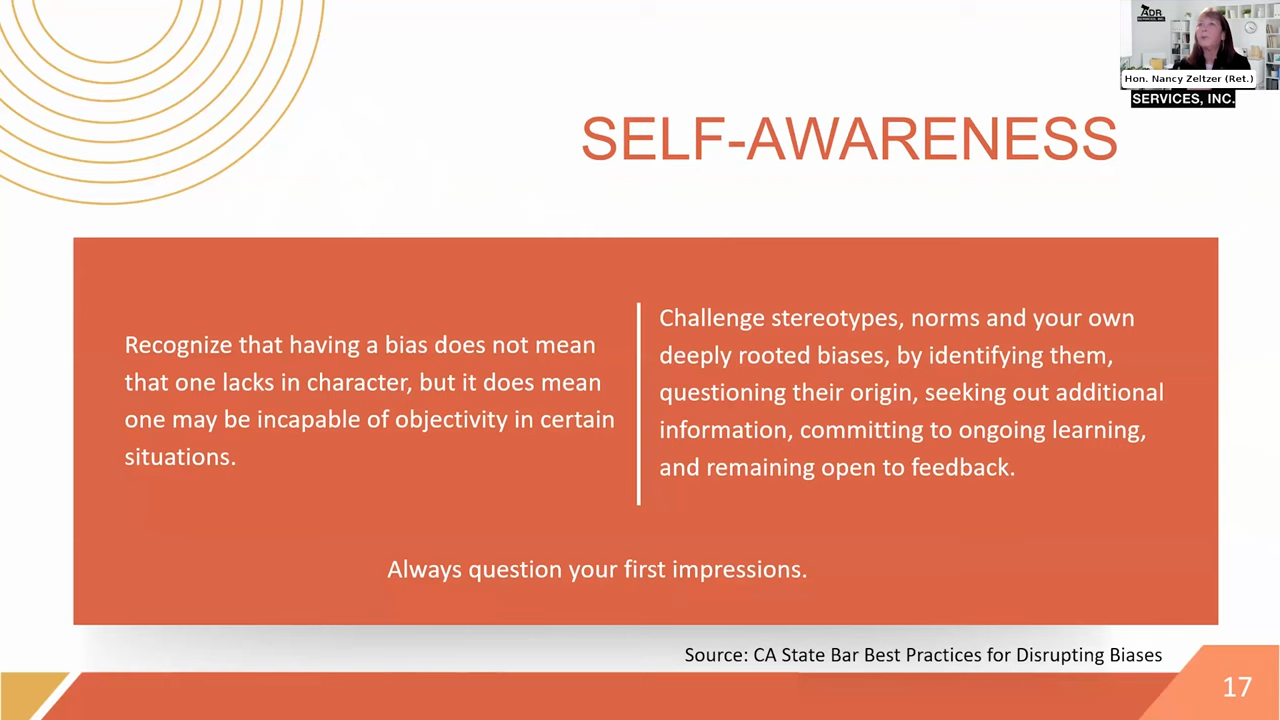 ADR
Hon. Nancy Zeltzer (Ret.)
SERVICES, INC.
SELF-AWARENESS
Recognize that having a bias does not mean
that one lacks in character, but it does mean
one may be incapable of objectivity in certain
situations.
Challenge stereotypes, norms and your own
deeply rooted biases, by identifying them,
questioning their origin, seeking out additional
information, committing to ongoing learning,
and remaining open to feedback.
Always question your first impressions.
Source: CA State Bar Best Practices for Disrupting Biases
17